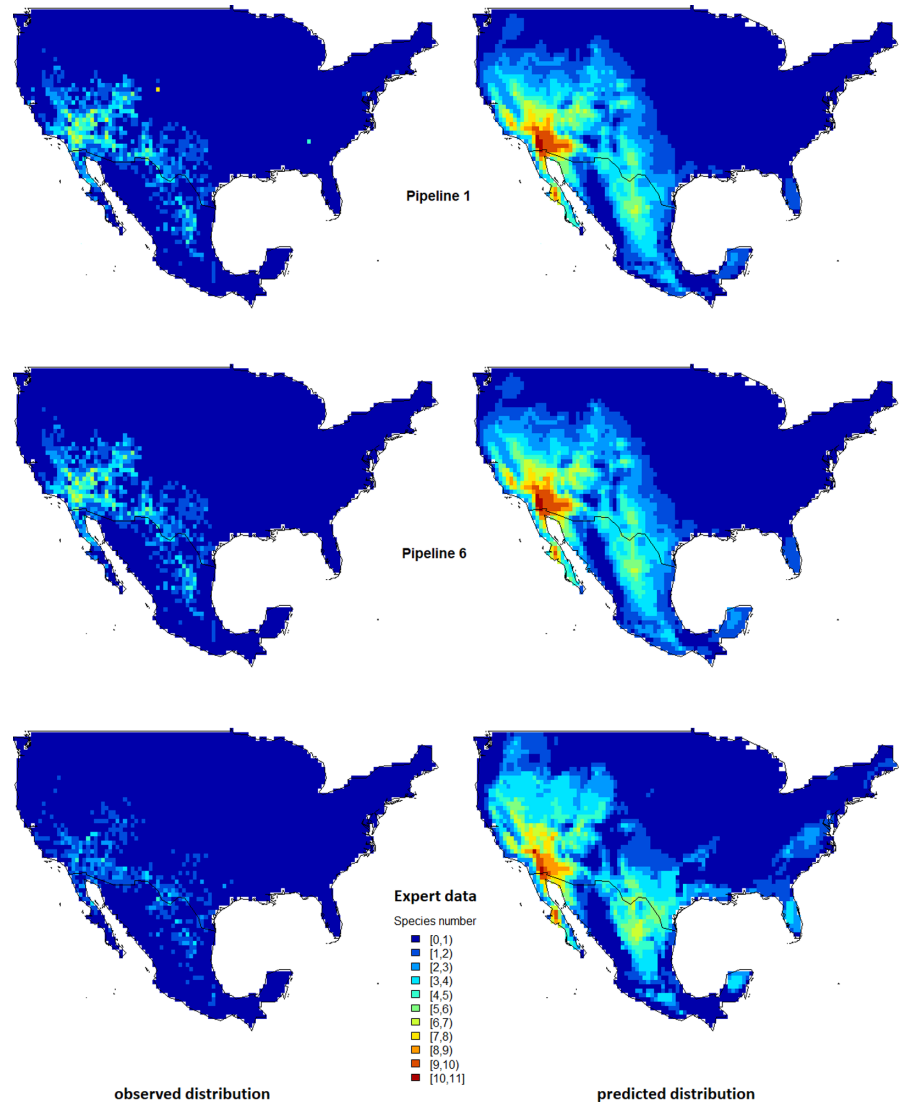 Pipeline 1
Pipeline 6
Expert data
Species number
[0,1)
[1,2)
[2,3)
[3,4)
[4,5)
[5,6)
[6,7)
[7,8)
[8,9)
[9,10)
[10,11]
observed distribution
predicted distribution